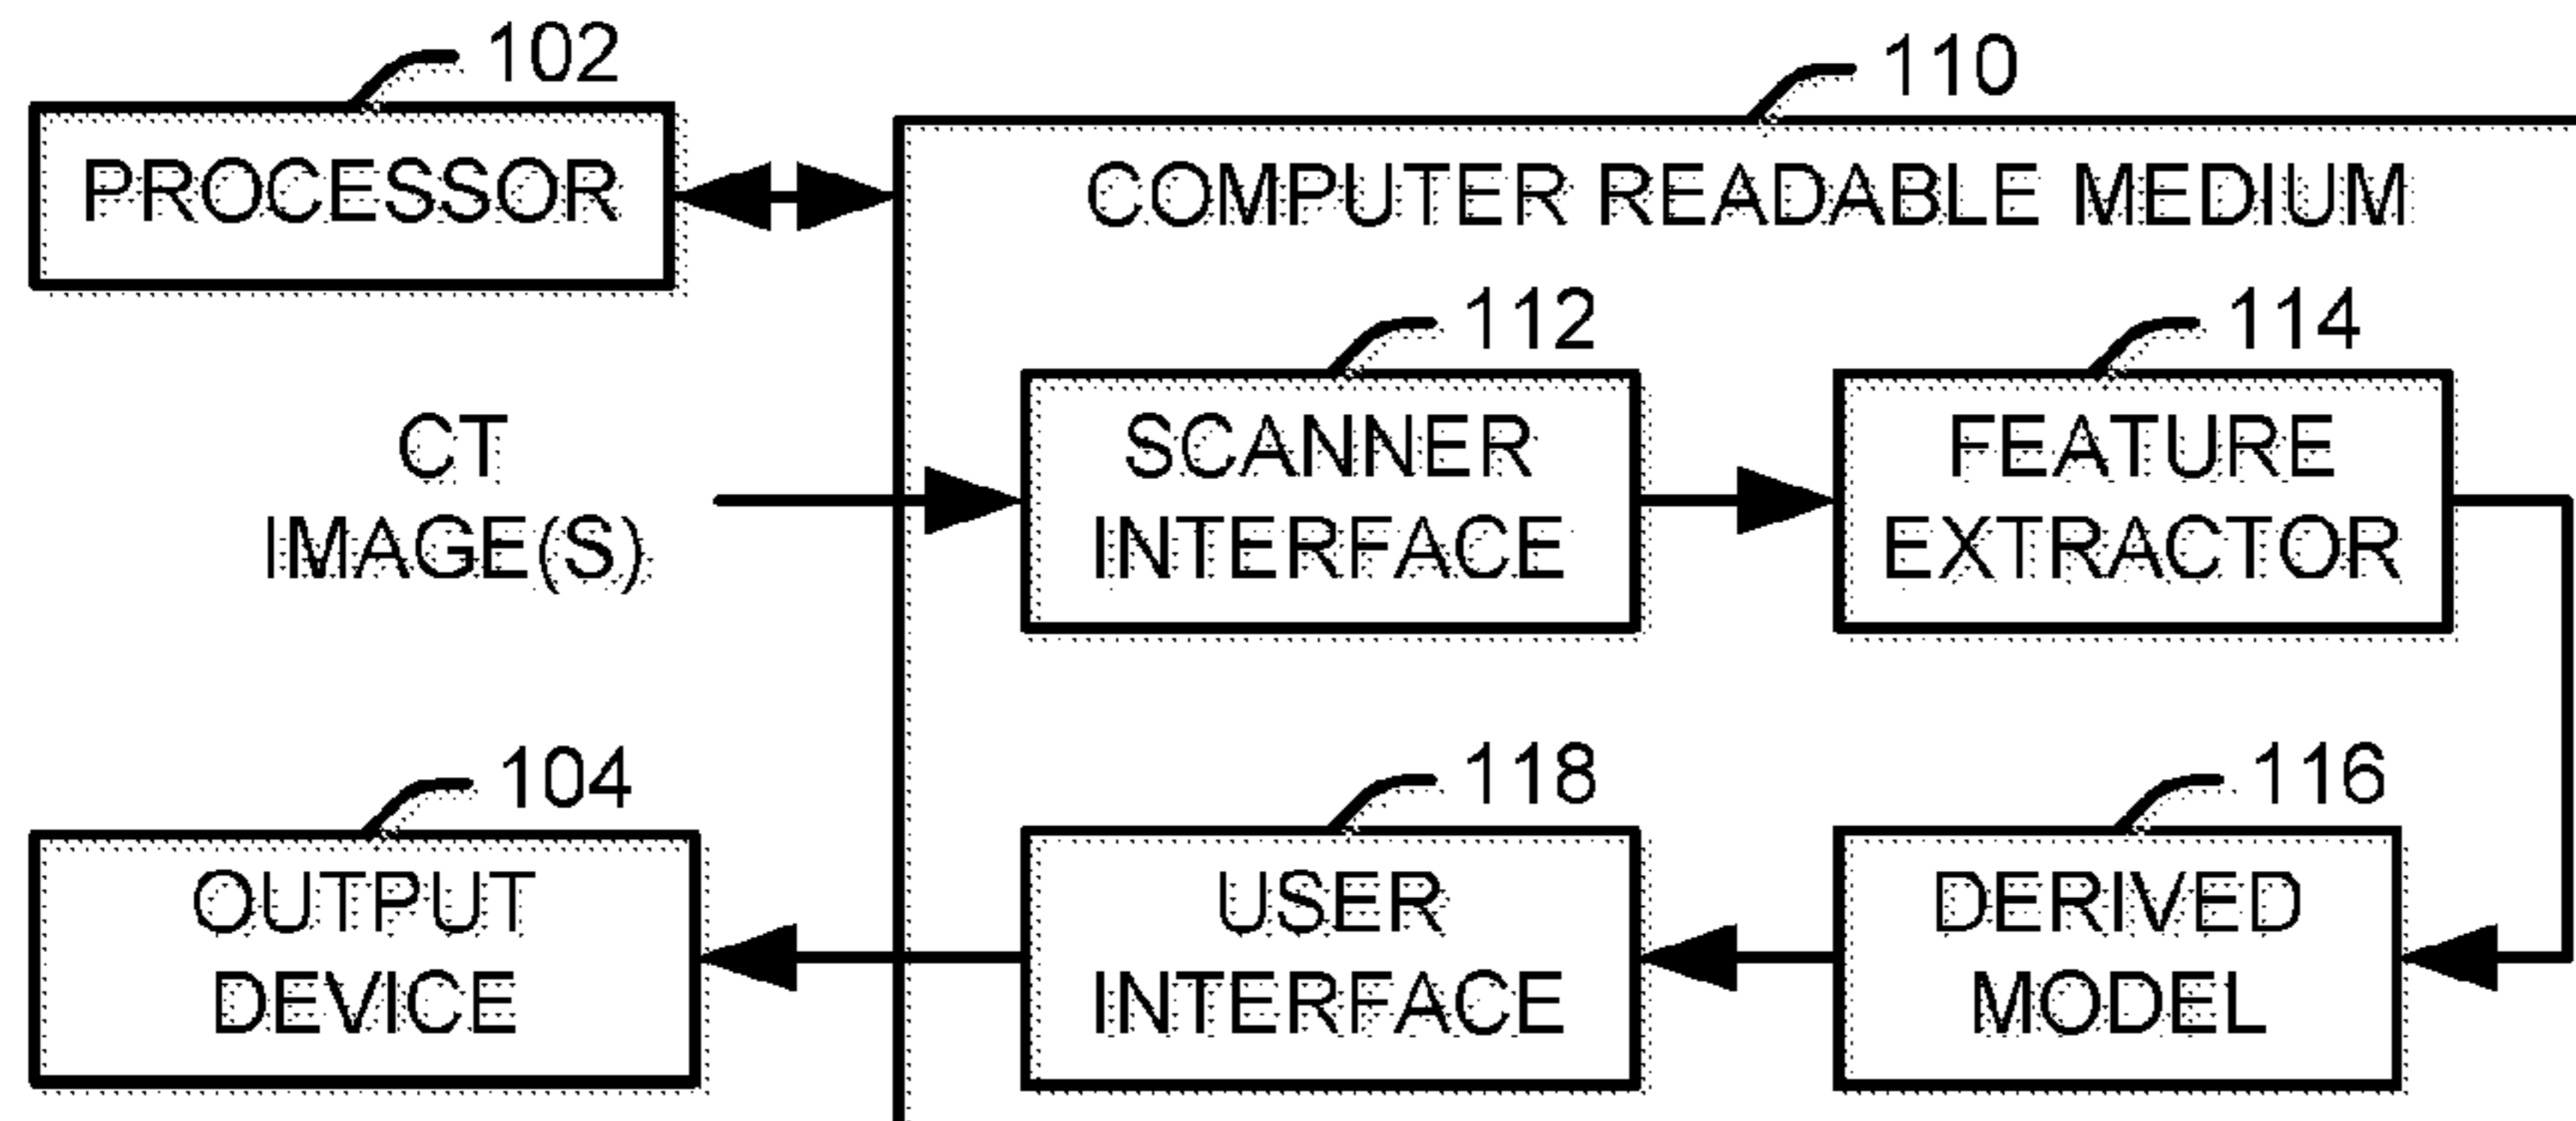 102
110
PROCESSOR
COMPUTER READABLE MEDIUM
112
114
CT
IMAGE(S)
SCANNER
INTERFACE
FEATURE
EXTRACTOR
104
118
116
OUTPUT
DEVICE
USER
INTERFACE
DERIVED
MODEL